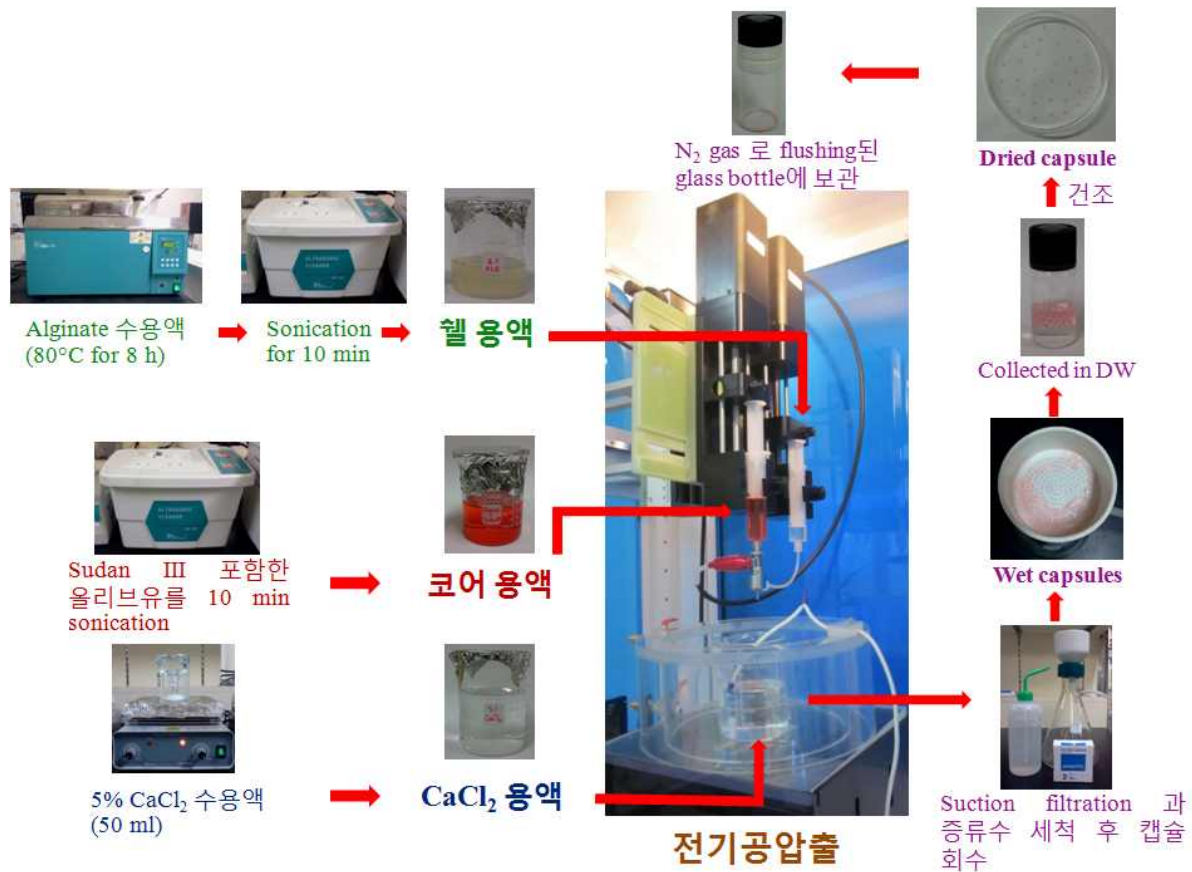 N₂ gas 로 flushing된
glass bottle에 보관
Dried capsule
건조
Collected in DW
Wet capsules
Suction filtration 과
증류수 세척 후 캡슐
회수
Alginate 수용액
(80°C for 8 h)
Sonication
for 10 min
쉘 용액
Sudan III 포함한
올리브유를 10 min
sonication
코어 용액
5% CaCl₂ 수용액
(50 ml)
CaCl₂ 용액
전기공압출